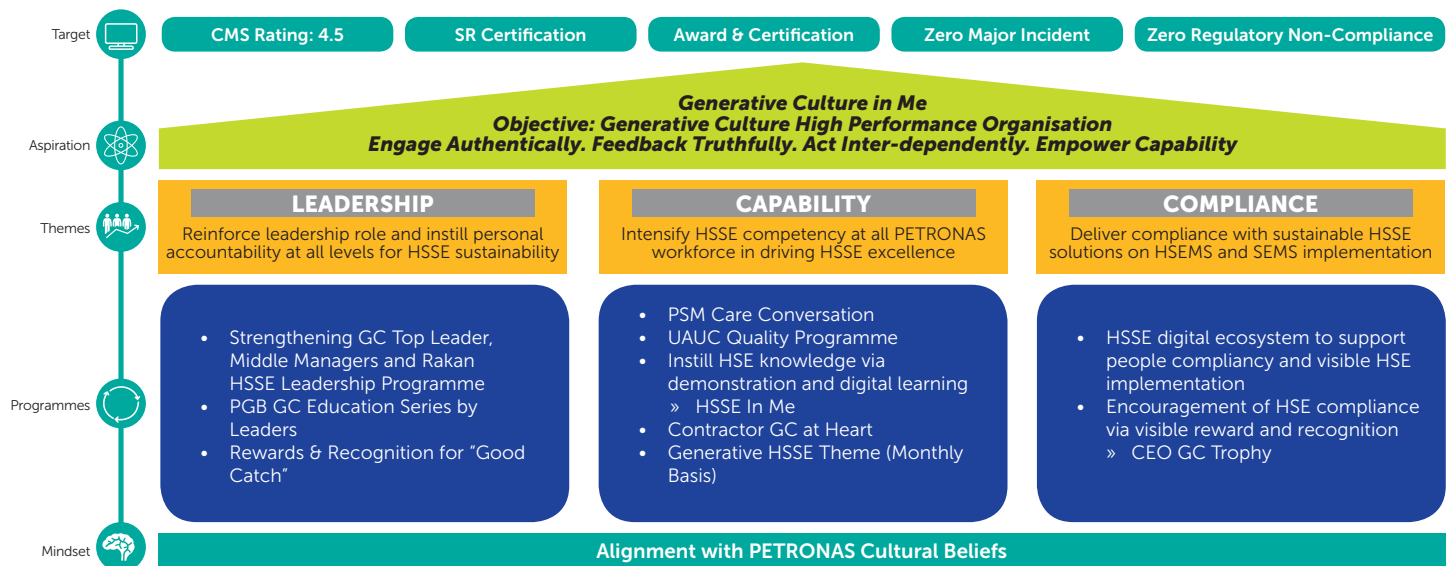 Target
CMS Rating: 4.5
SR Certification
Award & Certification
Zero Major Incident
Zero Regulatory Non-Compliance
Aspiration
Generative Culture in Me
Objective: Generative Culture High Performance Organisation
Engage Authentically. Feedback Truthfully. Act Inter-dependently. Empower Capability
Themes
LEADERSHIP
Reinforce leadership role and instill personal
accountability at all levels for HSSE sustainability
CAPABILITY
Intensify HSSE competency at all PETRONAS
workforce in driving HSSE excellence
COMPLIANCE
Deliver compliance with sustainable HSSE
solutions on HSEMS and SEMS implementation
Programmes
• Strengthening GC Top Leader,
Middle Managers and Rakan
HSSE Leadership Programme
• PGB GC Education Series by
Leaders
• Rewards & Recognition for “Good
Catch”
• PSM Care Conversation
• UAUC Quality Programme
• Instill HSE knowledge via
demonstration and digital learning
» HSSE In Me
• Contractor GC at Heart
• Generative HSSE Theme (Monthly
Basis)
• HSSE digital ecosystem to support
people compliancy and visible HSE
implementation
• Encouragement of HSE compliance
via visible reward and recognition
» CEO GC Trophy
Mindset
Alignment with PETRONAS Cultural Beliefs